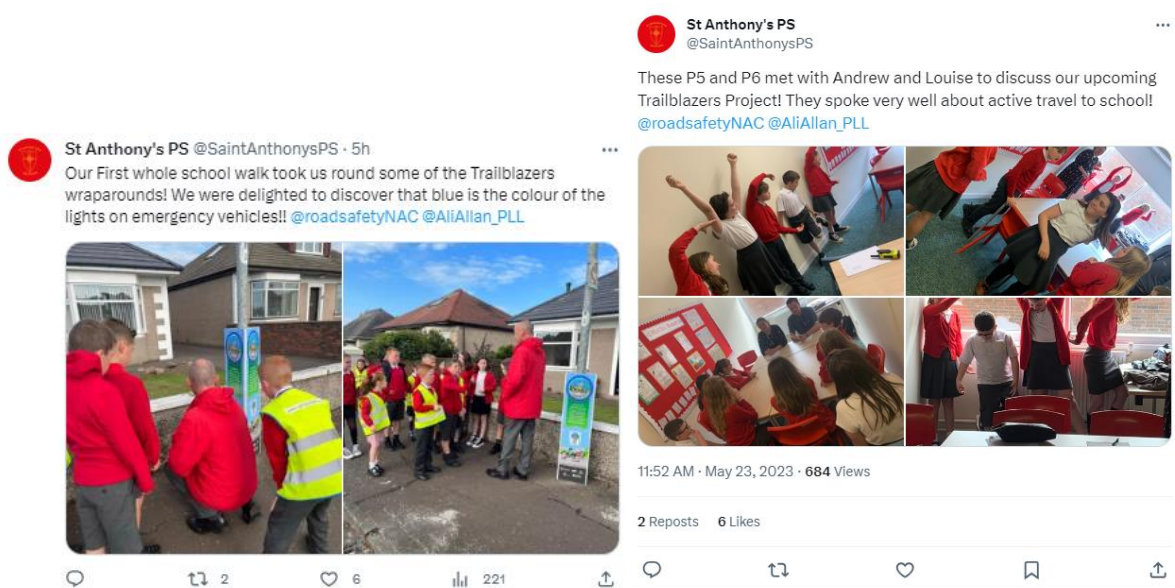 St Anthony's PS @SaintAnthonysPS · 5h
Our First whole school walk took us round some of the Trailblazers
wraparounds! We were delighted to discover that blue is the colour of the
lights on emergency vehicles!! @roadsafetyNAC @AliAllan_PLL
2
6
221
St Anthony's PS
@SaintAnthonysPS
These P5 and P6 met with Andrew and Louise to discuss our upcoming
Trailblazers Project! They spoke very well about active travel to school!
@roadsafetyNAC @AliAllan_PLL
11:52 AM · May 23, 2023 · 684 Views
2 Reposts 6 Likes